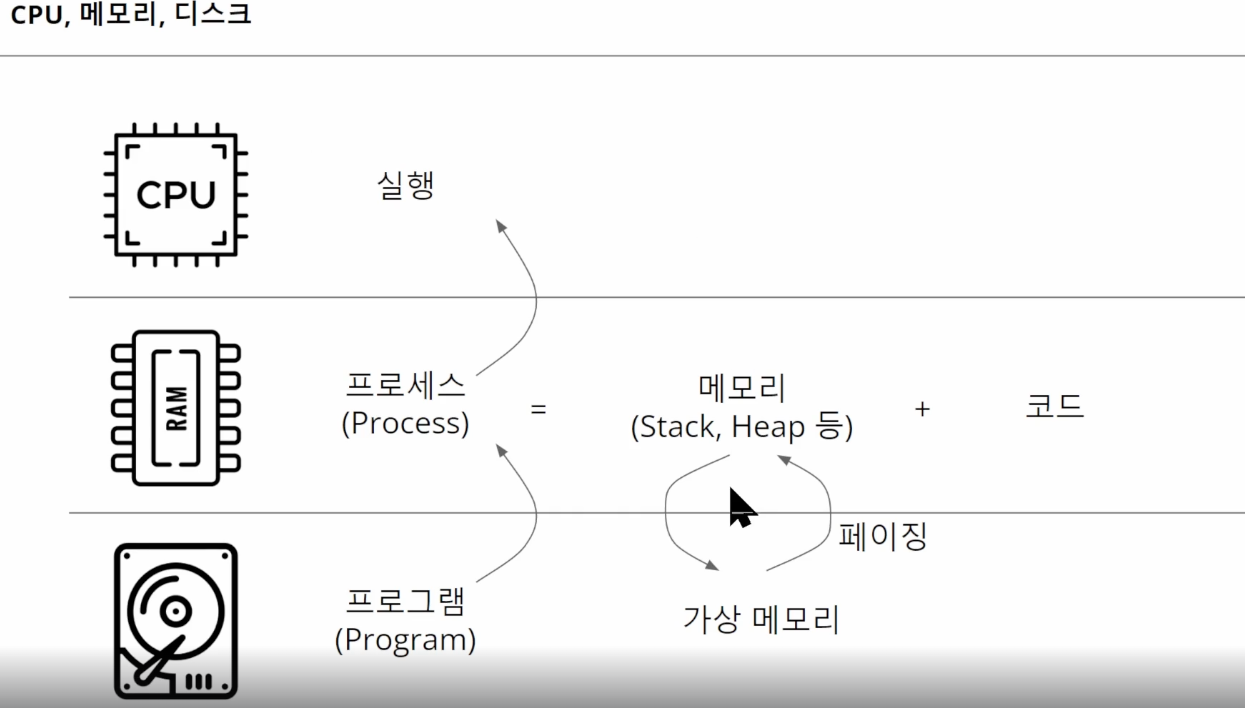 CPU, 메모리, 디스크
CPU
실행
RAM
프로세스
(Process)
=
메모리
(Stack, Heap 등)
+
코드
페이징
프로그램
(Program)
가상 메모리